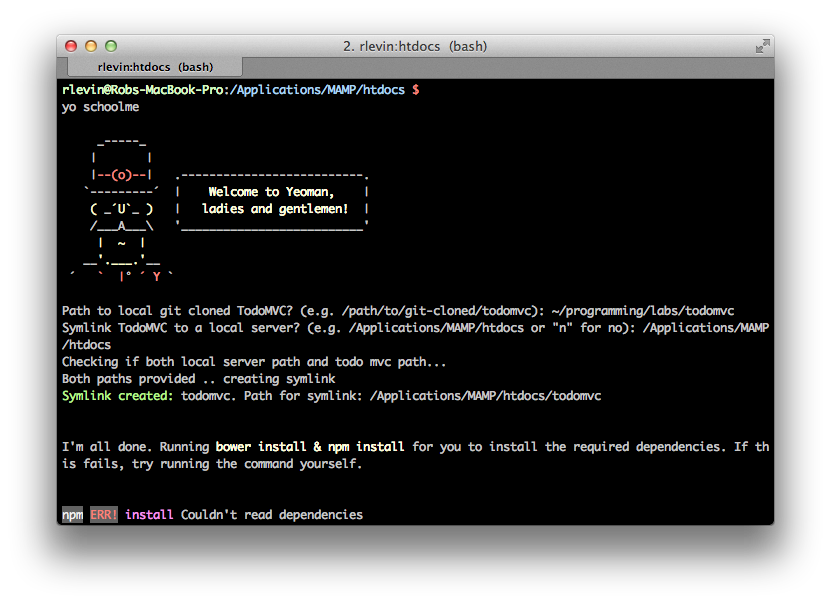 2. rlevin:htdocs  (bash)
rlevin:htdocs  (bash)
rlevin@Robs-MacBook-Pro:/Applications/MAMP/htdocs $
yo schoolme
     _-----_
    |       |
    |--(o)--|   .--------------------------.
   `---------´  |    Welcome to Yeoman,    |
    ( _´U`_ )   |   ladies and gentlemen!  |
    /___A___\   '__________________________'
     |  ~  |
   __'.___.'__
 ´   `  |° ´ Y `
Path to local git cloned TodoMVC? (e.g. /path/to/git-cloned/todomvc): ~/programming/labs/todomvc
Symlink TodoMVC to a local server? (e.g. /Applications/MAMP/htdocs or "n" for no): /Applications/MAMP
/htdocs
Checking if both local server path and todo mvc path...
Both paths provided .. creating symlink
Symlink created: todomvc. Path for symlink: /Applications/MAMP/htdocs/todomvc
I'm all done. Running bower install & npm install for you to install the required dependencies. If th
is fails, try running the command yourself.
npm ERR! install Couldn't read dependencies